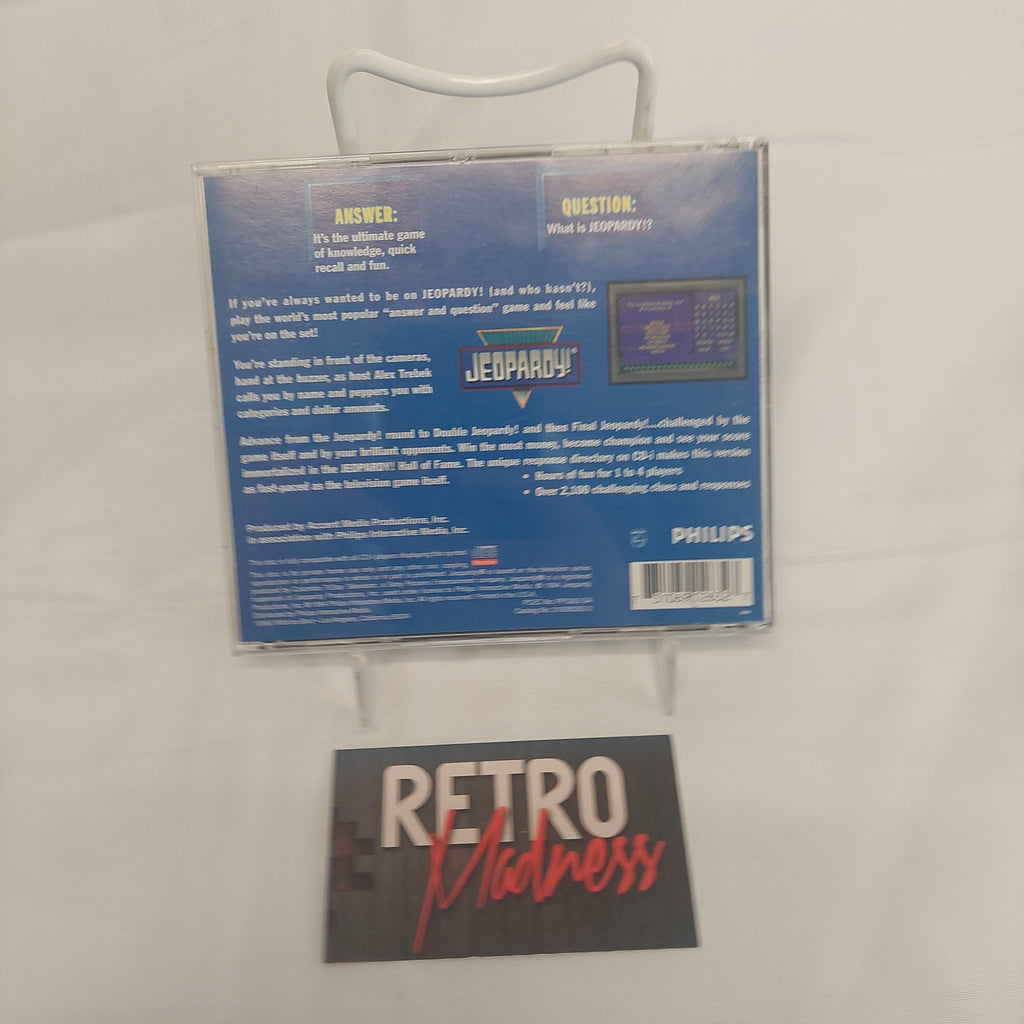 ANSWER:
It's the ultimate game
of knowledge, quick
recall and fun.
QUESTION:
What is JEOPARDY!?
If you've always wanted to be on JEOPARDY! (and who hasn't?),
play the world's most popular "answer and question" game and feel like
you're on the set!
You're standing in front of the cameras,
hand at the buzzer, as host Alex Trebek
calls you by name and peppers you with
categories and dollar amounts.
JEOPARDY!®
Advance from the Jeopardy! round to Double Jeopardy! and then Final Jeopardy!...challenged by the
game itself and by your brilliant opponents. Win the most money, become champion and see your score
immortalized in the JEOPARDY! Hall of Fame. The unique response directory on CD-i makes this version
as fast-paced as the television game itself.
• Hours of fun for 1 to 4 players
• Over 2,100 challenging clues and responses
Produced by Accent Media Productions, Inc.
in association with Philips Interactive Media, Inc.
PHILIPS
RETRO
Madness